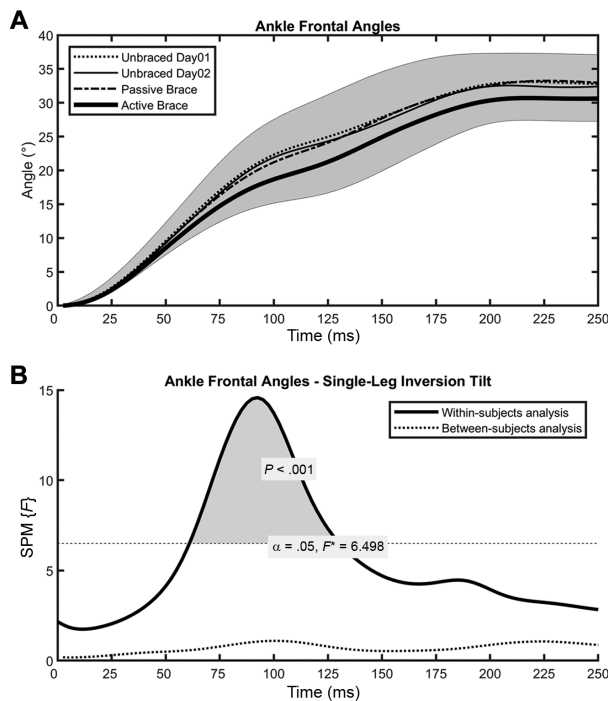 A
Ankle Frontal Angles
40
35
30
25
20
15
10
5
0
Angle (°)
Unbraced Day01
Unbraced Day02
Passive Brace
Active Brace
0 25 50 75 100 125 150 175 200 225 250
Time (ms)
B
Ankle Frontal Angles - Single-Leg Inversion Tilt
15
10
5
0
SPM {F}
Within-subjects analysis
Between-subjects analysis
P < .001
α = .05, F* = 6.498
0 25 50 75 100 125 150 175 200 225 250
Time (ms)